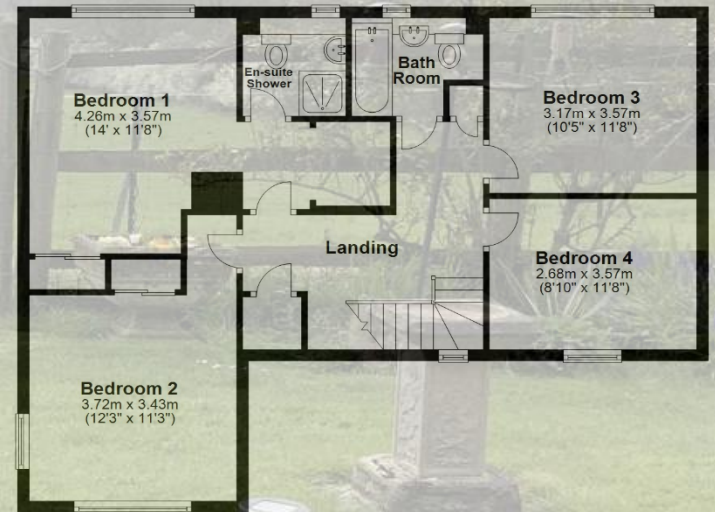 Bedroom 1
4.26m x 3.57m
(14' x 11'8")
En-suite
Shower
Bath
Room
Bedroom 3
3.17m x 3.57m
(10'5" x 11'8")
Landing
Bedroom 4
2.68m x 3.57m
(8'10" x 11'8")
Bedroom 2
3.72m x 3.43m
(12'3" x 11'3")